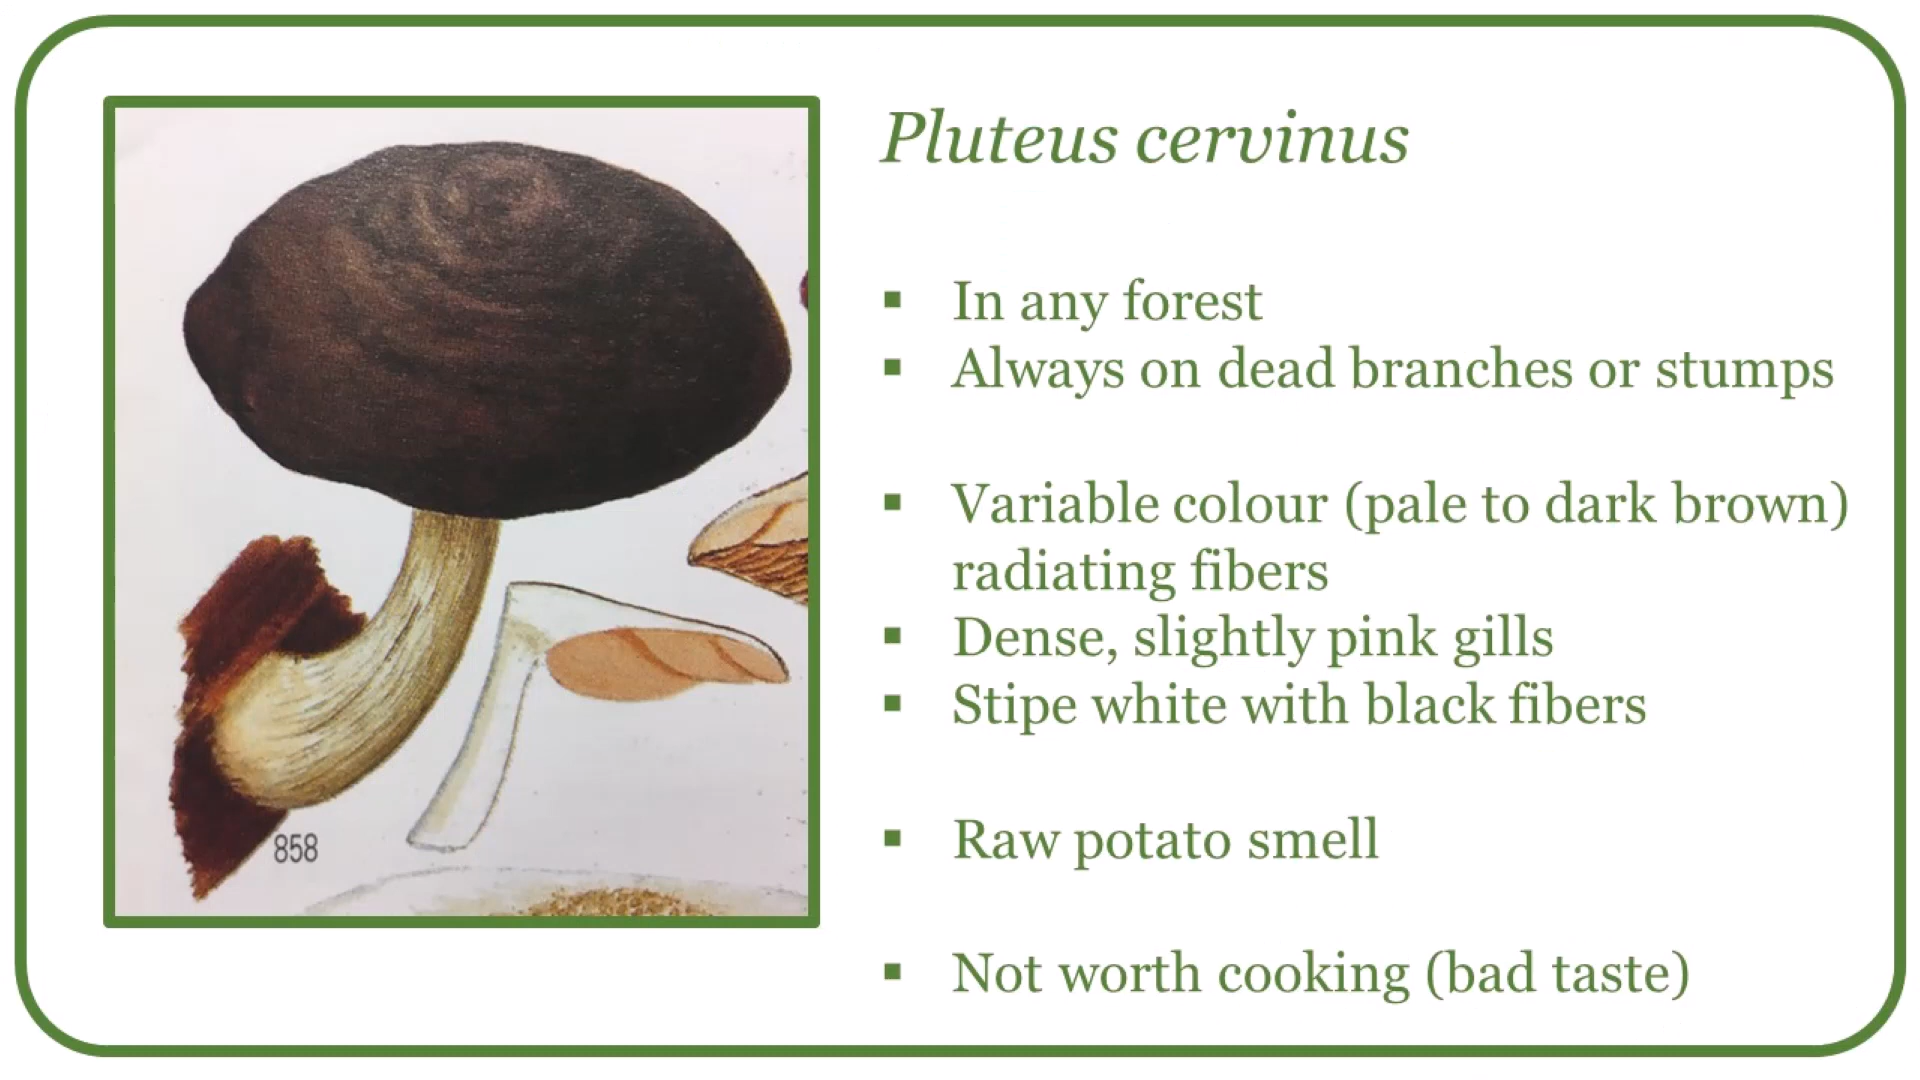 Pluteus cervinus
▪ In any forest
▪ Always on dead branches or stumps
▪ Variable colour (pale to dark brown)
radiating fibers
▪ Dense, slightly pink gills
▪ Stipe white with black fibers
▪ Raw potato smell
▪ Not worth cooking (bad taste)
858